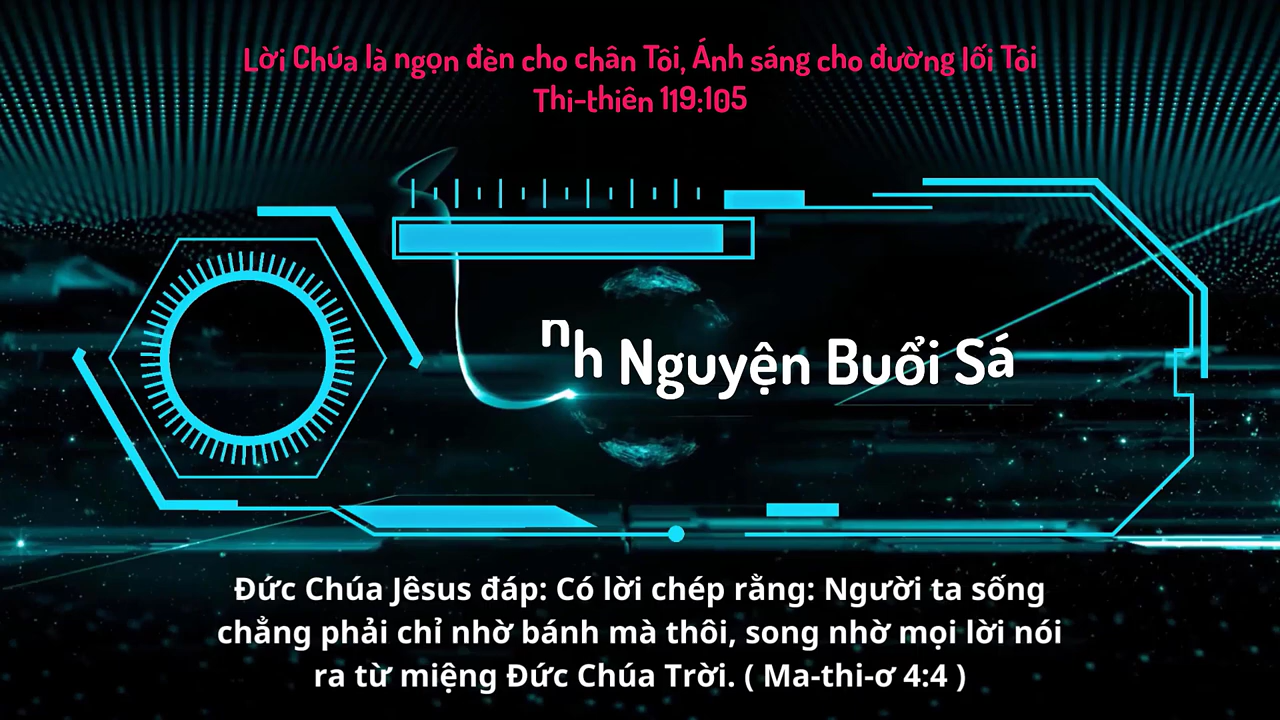 Lời Chúa là ngọn đèn cho chân Tôi, Ánh sáng cho đường lối Tôi
Thi-thiên 119:105
nh Nguyện Buổi Sá
Đức Chúa Jêsus đáp: Có lời chép rằng: Người ta sống
chẳng phải chỉ nhờ bánh mà thôi, song nhờ mọi lời nói
ra từ miệng Đức Chúa Trời. ( Ma-thi-ơ 4:4 )